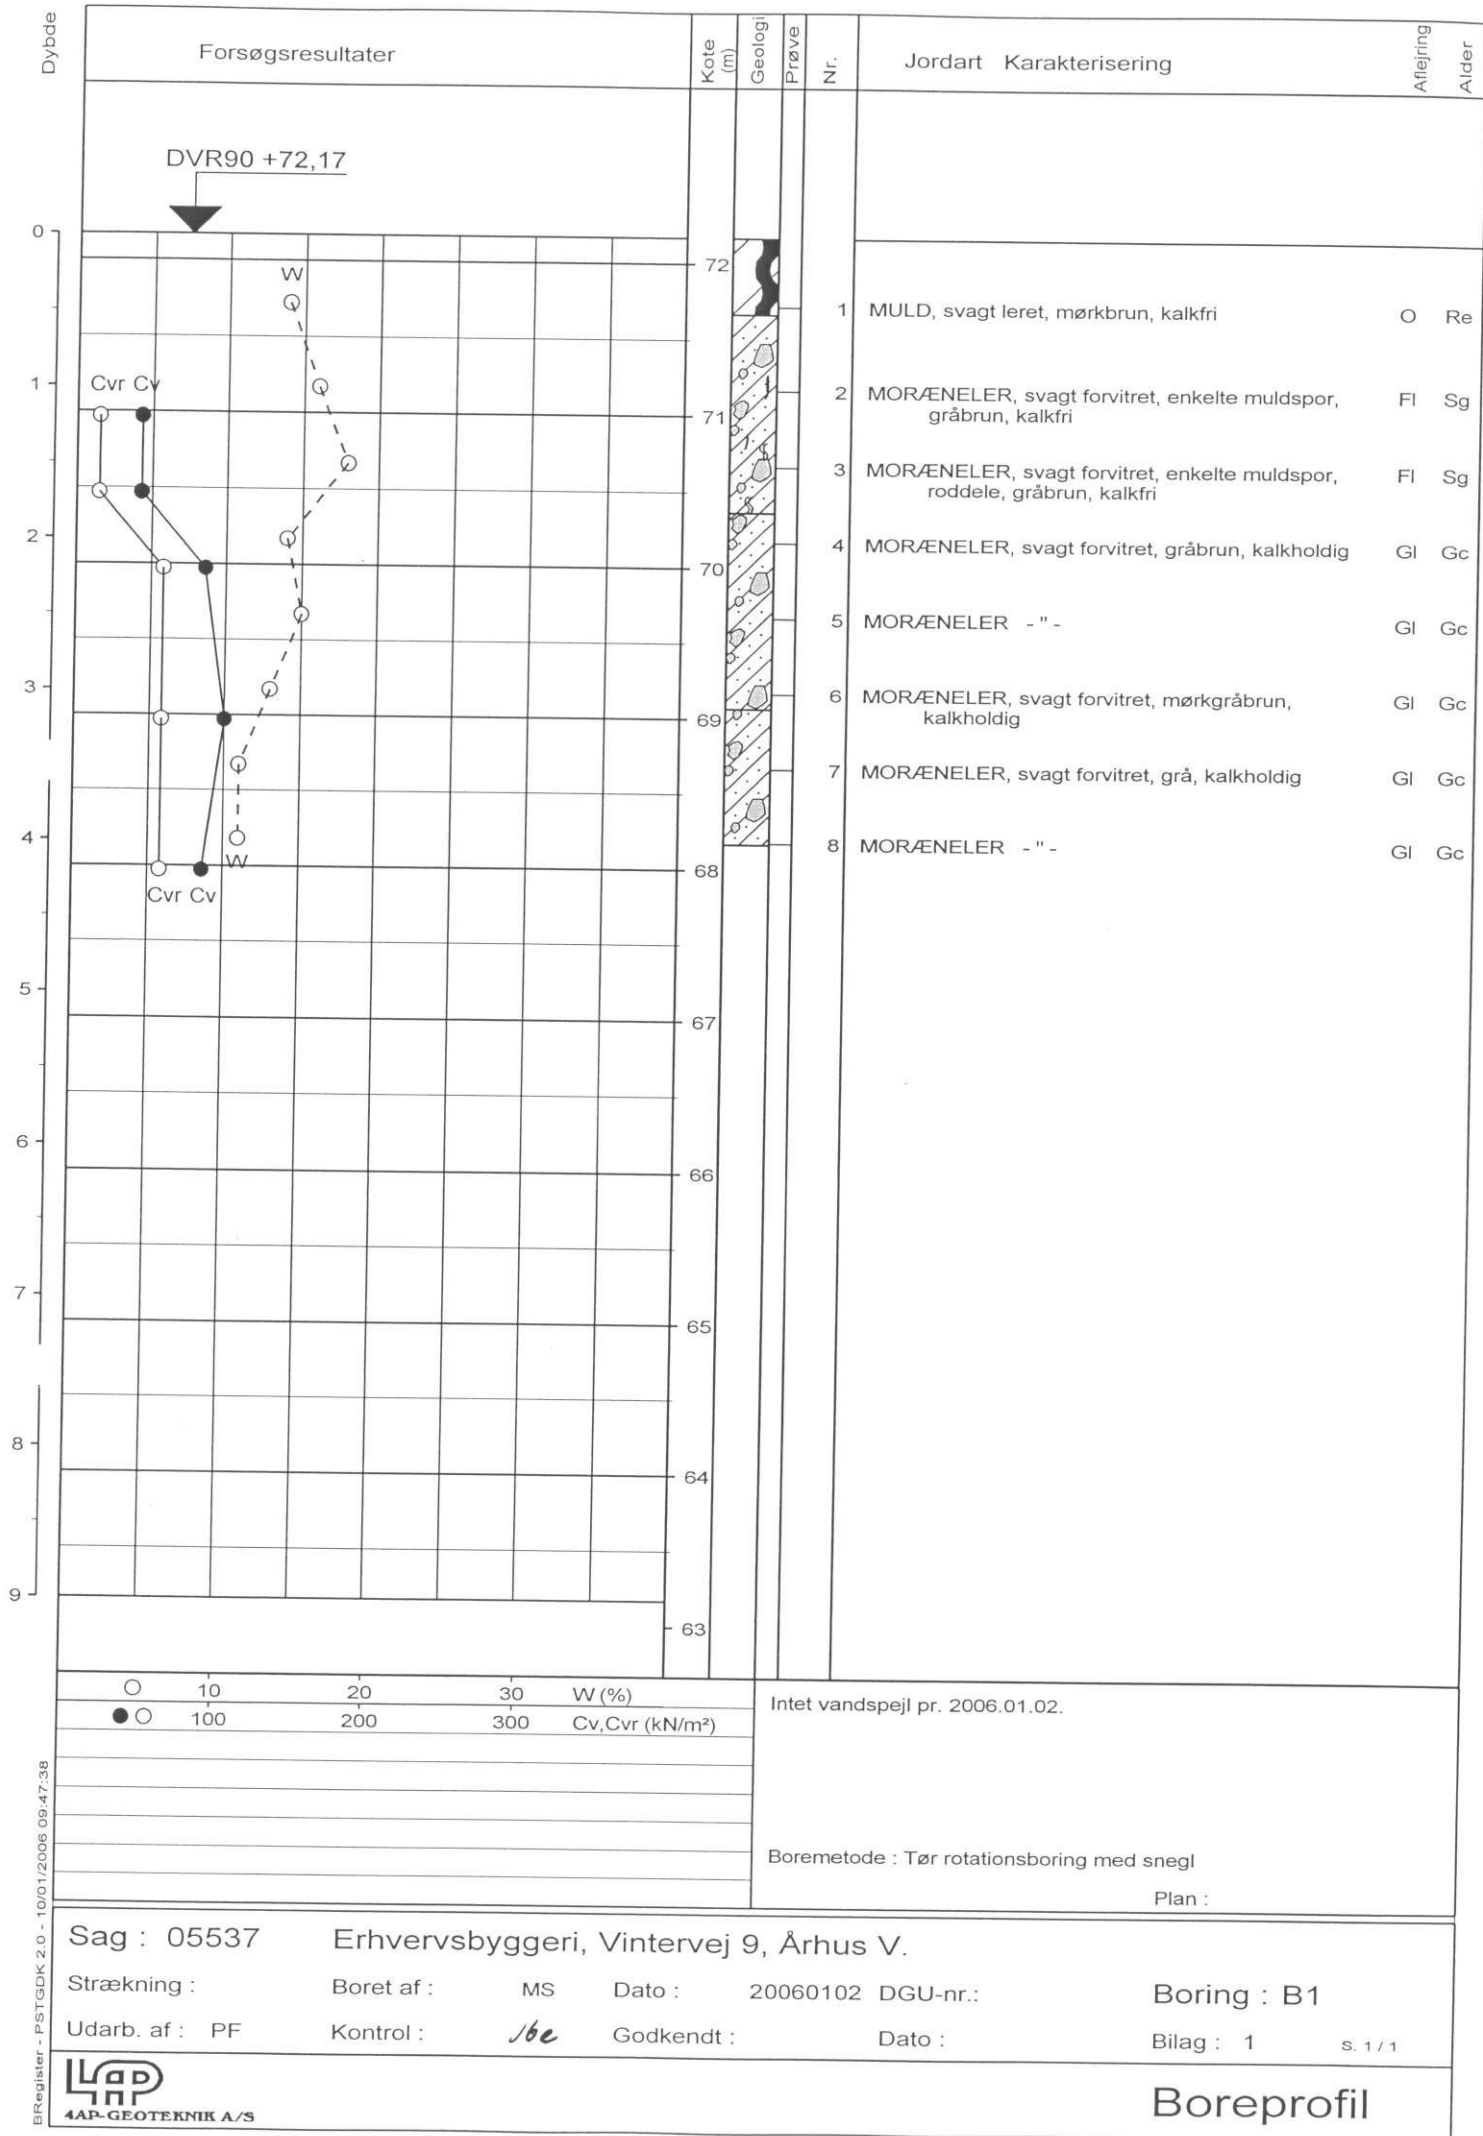 Dybde
Forsøgsresultater
Kote (m)
Geologi
Prøve
Nr.
Jordart Karakterisering
Aflejring
Alder
DVR90 +72,17
0
W
72
1 MULD, svagt leret, mørkbrun, kalkfri O Re
1
Cvr Cv
71
2 MORÆNELER, svagt forvitret, enkelte muldspor, Fl Sg
gråbrun, kalkfri
3 MORÆNELER, svagt forvitret, enkelte muldspor, Fl Sg
roddele, gråbrun, kalkfri
2
70
4 MORÆNELER, svagt forvitret, gråbrun, kalkholdig Gl Gc
5 MORÆNELER - " - Gl Gc
3
69
6 MORÆNELER, svagt forvitret, mørkgråbrun, Gl Gc
kalkholdig
7 MORÆNELER, svagt forvitret, grå, kalkholdig Gl Gc
4
W
68
8 MORÆNELER - " - Gl Gc
Cvr Cv
5
67
6
66
7
65
8
64
9
63
10 20 30 W (%)
100 200 300 Cv,Cvr (kN/m²)
Intet vandspejl pr. 2006.01.02.
Boremetode : Tør rotationsboring med snegl
Plan :
BRegister - PSTGDK 2.0 - 10/01/2006 09:47:38
Sag : 05537 Erhvervsbyggeri, Vintervej 9, Århus V.
Strækning : Boret af : MS Dato : 20060102 DGU-nr.: Boring : B1
Udarb. af : PF Kontrol : Godkendt : Dato : Bilag : 1 S. 1 / 1
4AP
4AP-GEOTEKNIK A/S
Boreprofil